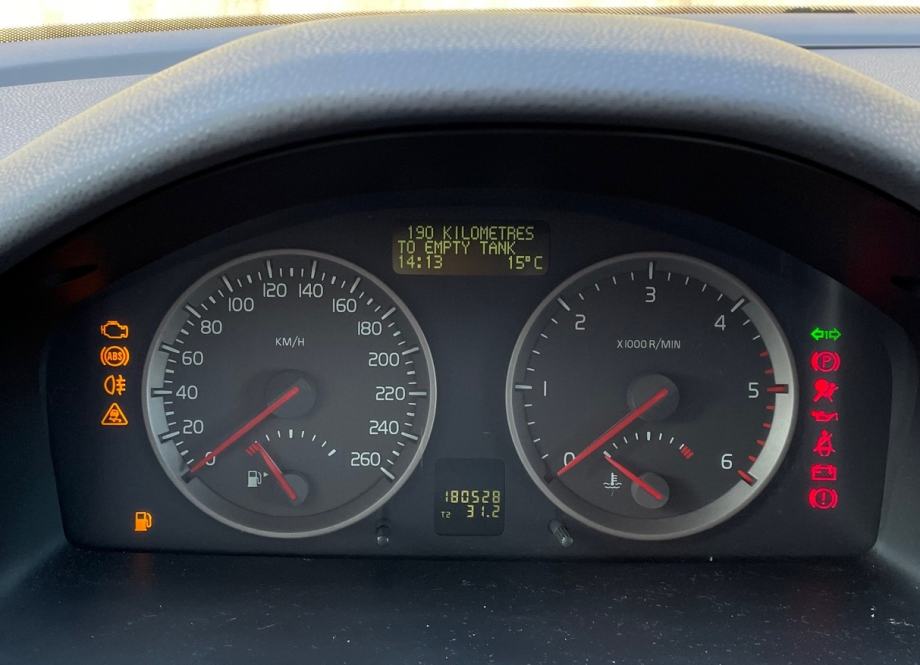 190 KILOMETRES
TO EMPTY TANK
14:13 15°C
KM/H
0
20
40
60
80
100
120
140
160
180
200
220
240
260
X1000 R/MIN
0
1
2
3
4
5
6
ABS
P
180528
T2 31.2